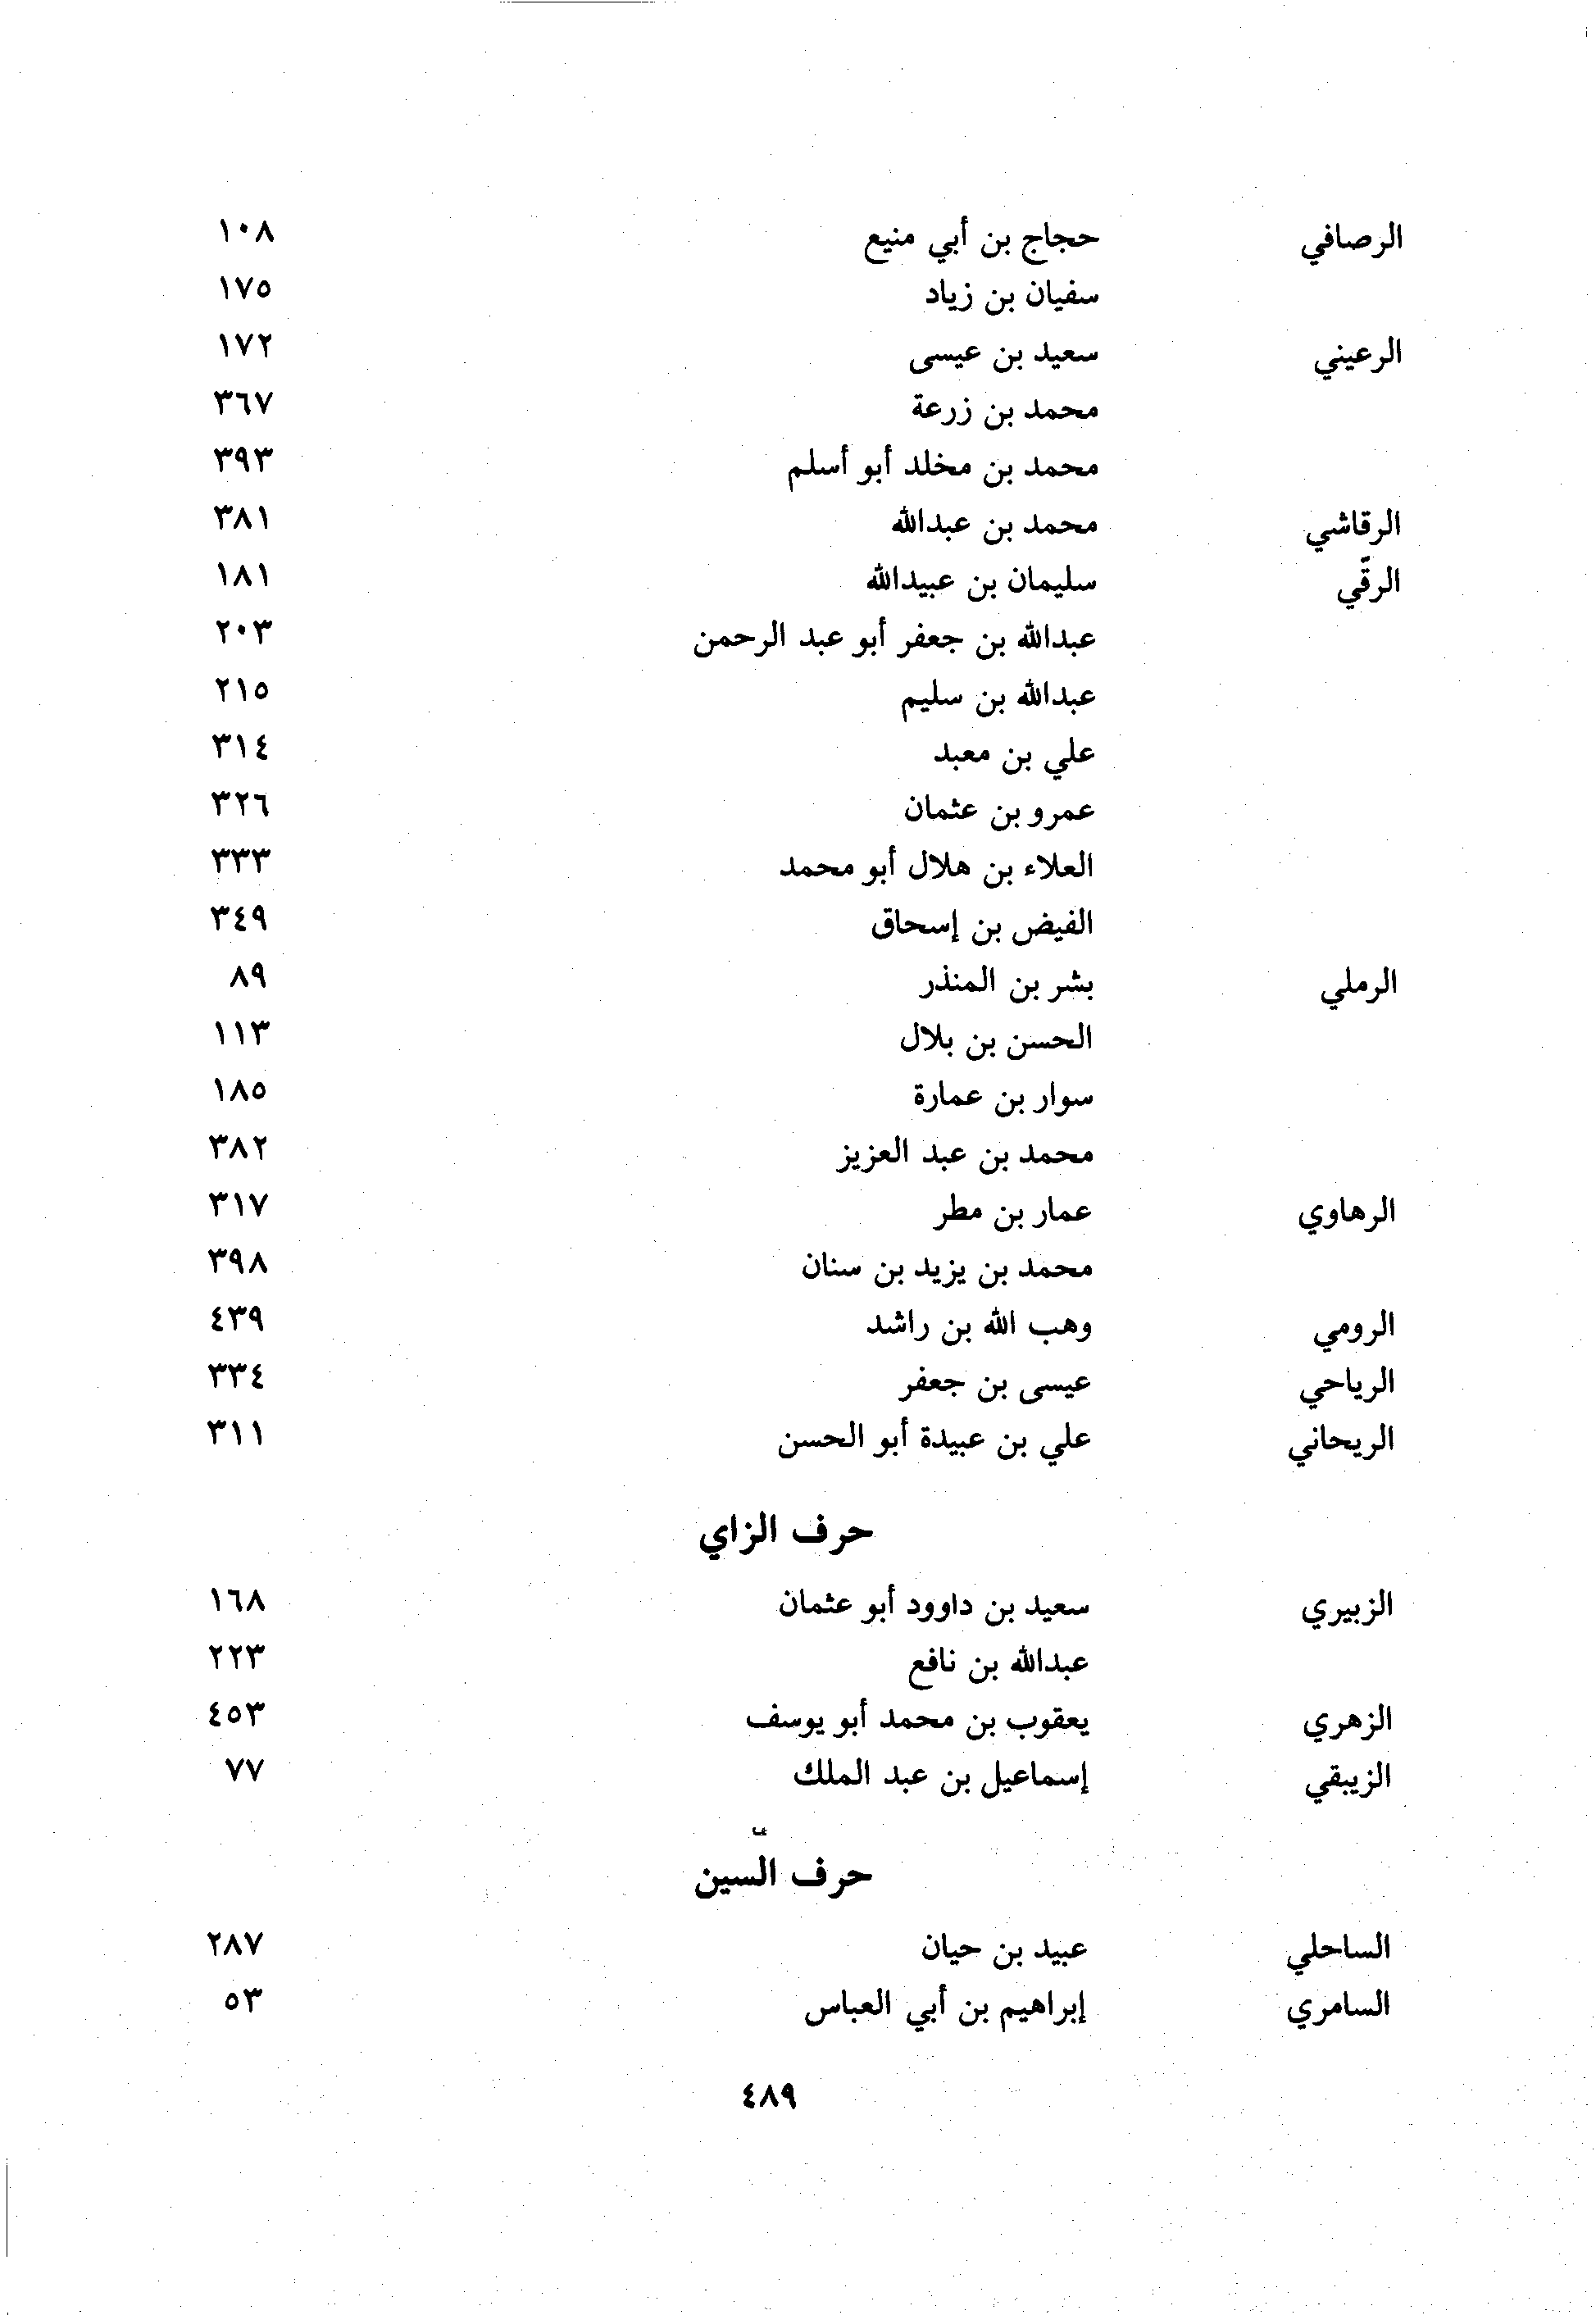 الرصافي حجاج بن أبي منيع ١٠٨
سفيان بن زياد ١٧٥
الرعيني سعيد بن عيسى ١٧٢
محمد بن زرعة ٣٦٧
محمد بن مخلد أبو أسلم ٣٩٣
الرقاشي محمد بن عبدالله ٣٨١
الرقّي سليمان بن عبيدالله ١٨١
عبدالله بن جعفر أبو عبد الرحمن ٢٠٣
عبدالله بن سليم ٢١٥
علي بن معبد ٣١٤
عمرو بن عثمان ٣٢٦
العلاء بن هلال أبو محمد ٣٣٣
الفيض بن إسحاق ٣٤٩
الرملي بشر بن المنذر ٨٩
الحسن بن بلال ١١٣
سوار بن عمارة ١٨٥
محمد بن عبد العزيز ٣٨٢
الرهاوي عمار بن مطر ٣١٧
محمد بن يزيد بن سنان ٣٩٨
الرومي وهب الله بن راشد ٤٣٩
الرياحي عيسى بن جعفر ٣٣٤
الريحاني علي بن عبيدة أبو الحسن ٣١١
حرف الزاي
الزبيري سعيد بن داوود أبو عثمان ١٦٨
عبدالله بن نافع ٢٢٣
الزهري يعقوب بن محمد أبو يوسف ٤٥٣
الزيبقي إسماعيل بن عبد الملك ٧٧
حرف السين
الساحلي عبيد بن حيان ٢٨٧
السامري إبراهيم بن أبي العباس ٥٣
٤٨٩